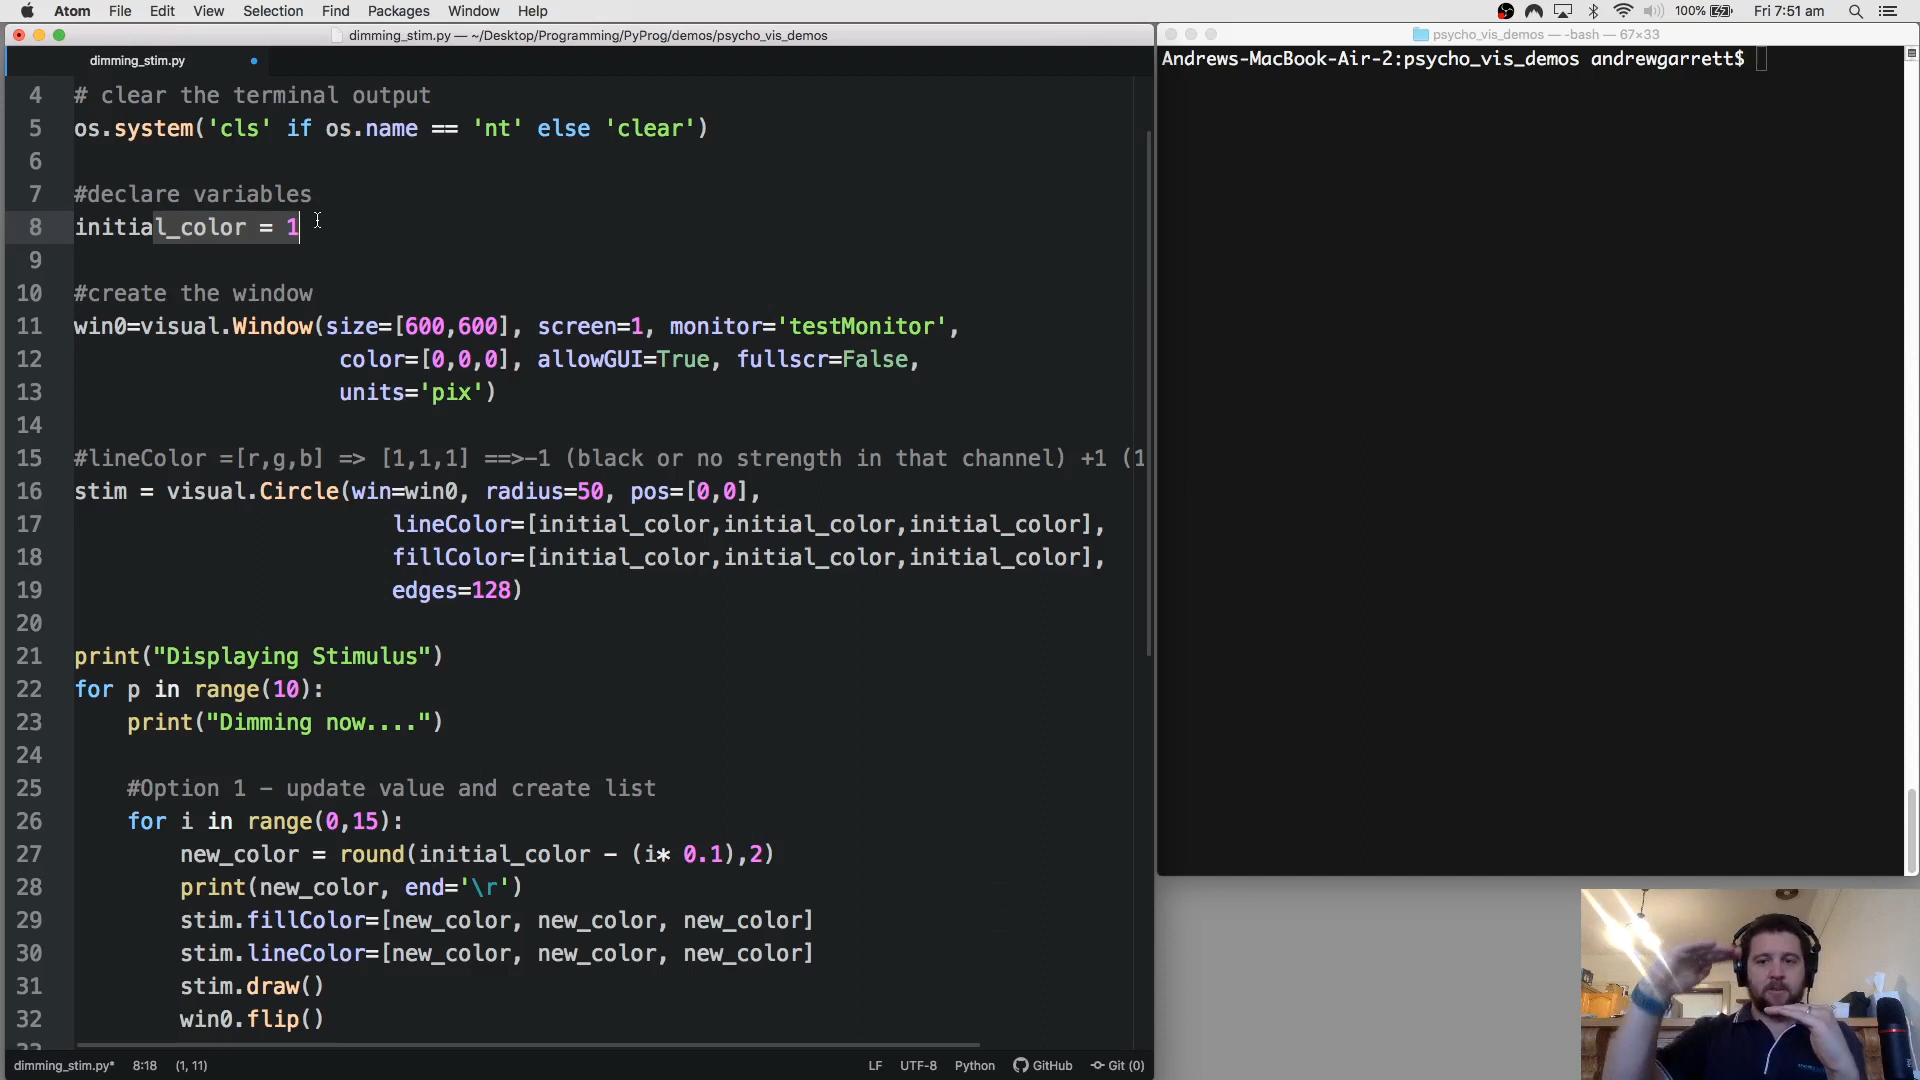 Atom File Edit View Selection Find Packages Window Help
100% Fri 7:51 am
dimming_stim.py — ~/Desktop/Programming/PyProg/demos/psycho_vis_demos
psycho_vis_demos — -bash — 67×33
dimming_stim.py
Andrews-MacBook-Air-2:psycho_vis_demos andrewgarrett$
4 # clear the terminal output
5 os.system('cls' if os.name == 'nt' else 'clear')
6
7 #declare variables
8 initial_color = 1
9
10 #create the window
11 win0=visual.Window(size=[600,600], screen=1, monitor='testMonitor',
12 color=[0,0,0], allowGUI=True, fullscr=False,
13 units='pix')
14
15 #lineColor =[r,g,b] => [1,1,1] ==>-1 (black or no strength in that channel) +1 (1
16 stim = visual.Circle(win=win0, radius=50, pos=[0,0],
17 lineColor=[initial_color,initial_color,initial_color],
18 fillColor=[initial_color,initial_color,initial_color],
19 edges=128)
20
21 print("Displaying Stimulus")
22 for p in range(10):
23 print("Dimming now....")
24
25 #Option 1 - update value and create list
26 for i in range(0,15):
27 new_color = round(initial_color - (i* 0.1),2)
28 print(new_color, end='\r')
29 stim.fillColor=[new_color, new_color, new_color]
30 stim.lineColor=[new_color, new_color, new_color]
31 stim.draw()
32 win0.flip()
dimming_stim.py* 8:18 (1, 11) LF UTF-8 Python GitHub Git (0)